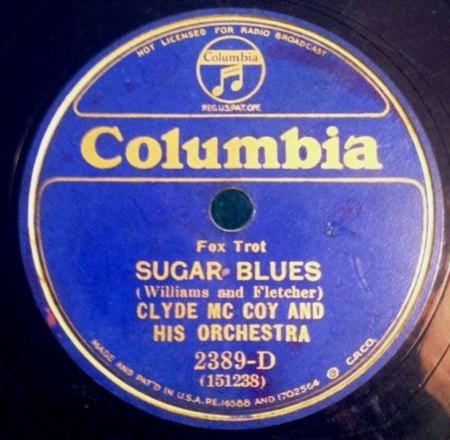 NOT LICENSED FOR RADIO BROADCAST
Columbia
REG.U.S.PAT.OFF.
Columbia
Fox Trot
SUGAR BLUES
(Williams and Fletcher)
CLYDE MC COY AND
HIS ORCHESTRA
2389-D
(151238)
MADE AND PAT'D IN U.S.A. RE.16588 AND 1702564 © C.P.CO.